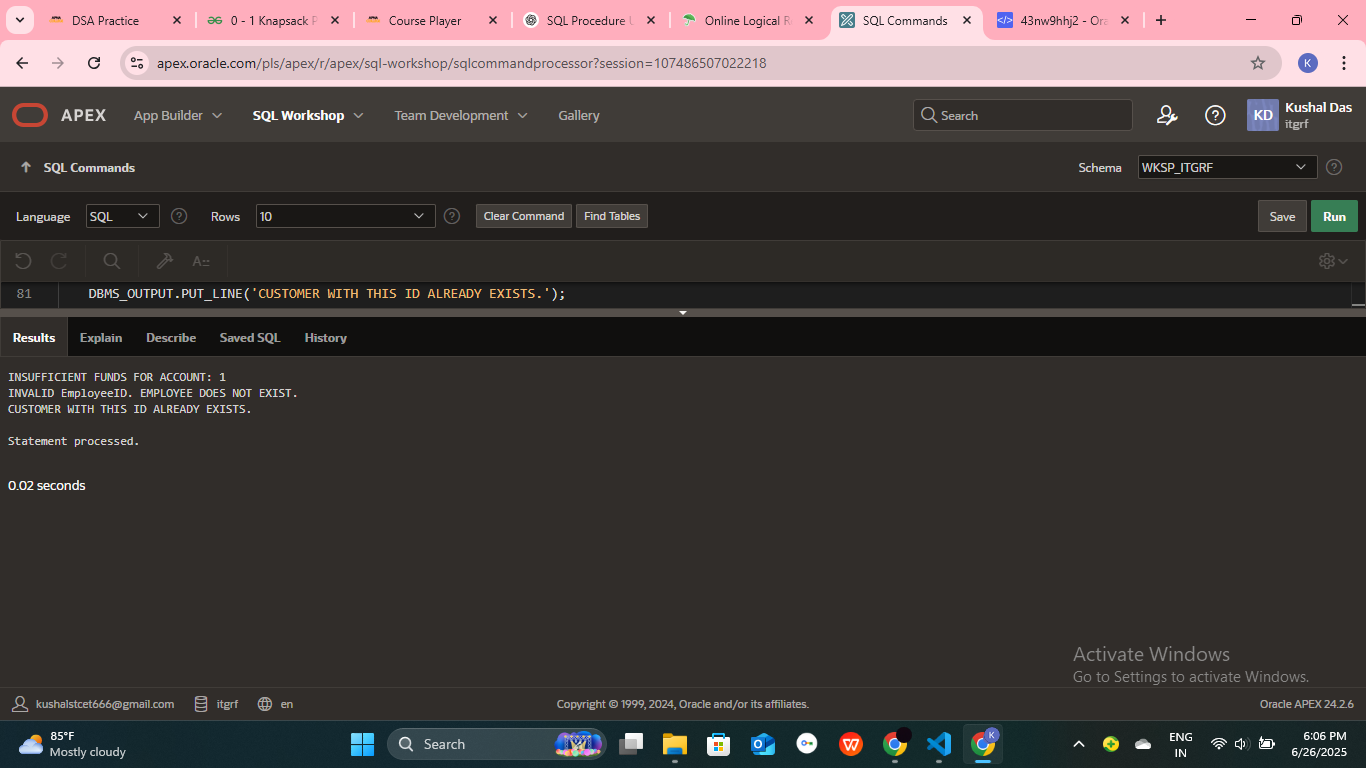 DSA Practice
0 - 1 Knapsack P
Course Player
SQL Procedure U
Online Logical Re
SQL Commands
43nw9hhj2 - Ora
apex.oracle.com/pls/apex/r/apex/sql-workshop/sqlcommandprocessor?session=107486507022218
K
APEX
App Builder
SQL Workshop
Team Development
Gallery
Search
KD
Kushal Das
itgrf
SQL Commands
Schema
WKSP_ITGRF
Language
SQL
Rows
10
Clear Command
Find Tables
Save
Run
A::
81 DBMS_OUTPUT.PUT_LINE('CUSTOMER WITH THIS ID ALREADY EXISTS.');
Results
Explain
Describe
Saved SQL
History
INSUFFICIENT FUNDS FOR ACCOUNT: 1
INVALID EmployeeID. EMPLOYEE DOES NOT EXIST.
CUSTOMER WITH THIS ID ALREADY EXISTS.
Statement processed.
0.02 seconds
Activate Windows
Go to Settings to activate Windows.
kushalstcet666@gmail.com
itgrf
en
Copyright © 1999, 2024, Oracle and/or its affiliates.
Oracle APEX 24.2.6
85°F
Mostly cloudy
Search
ENG
IN
6:06 PM
6/26/2025